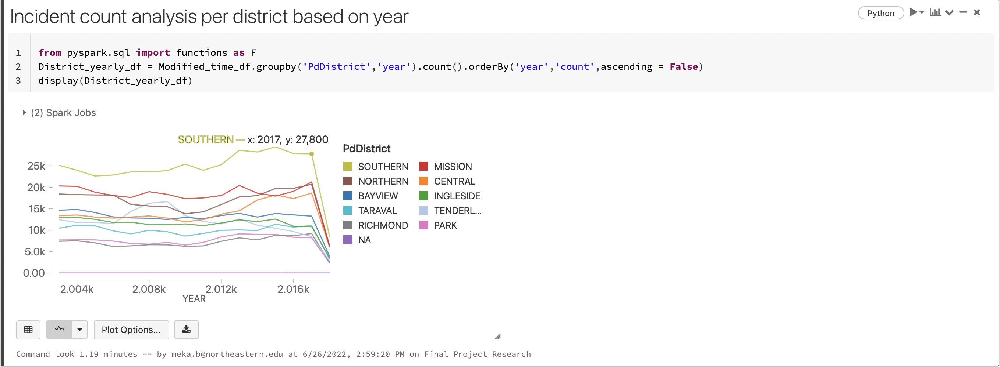 Incident count analysis per district based on year
Python
1 from pyspark.sql import functions as F
2 District_yearly_df = Modified_time_df.groupby('PdDistrict','year').count().orderBy('year','count',ascending = False)
3 display(District_yearly_df)
(2) Spark Jobs
SOUTHERN — x: 2017, y: 27,800
25k
20k
15k
10k
5.0k
0.00
2.004k 2.008k 2.012k 2.016k
YEAR
PdDistrict
SOUTHERN MISSION
NORTHERN CENTRAL
BAYVIEW INGLESIDE
TARAVAL TENDERL...
RICHMOND PARK
NA
Plot Options...
Command took 1.19 minutes -- by meka.b@northeastern.edu at 6/26/2022, 2:59:20 PM on Final Project Research